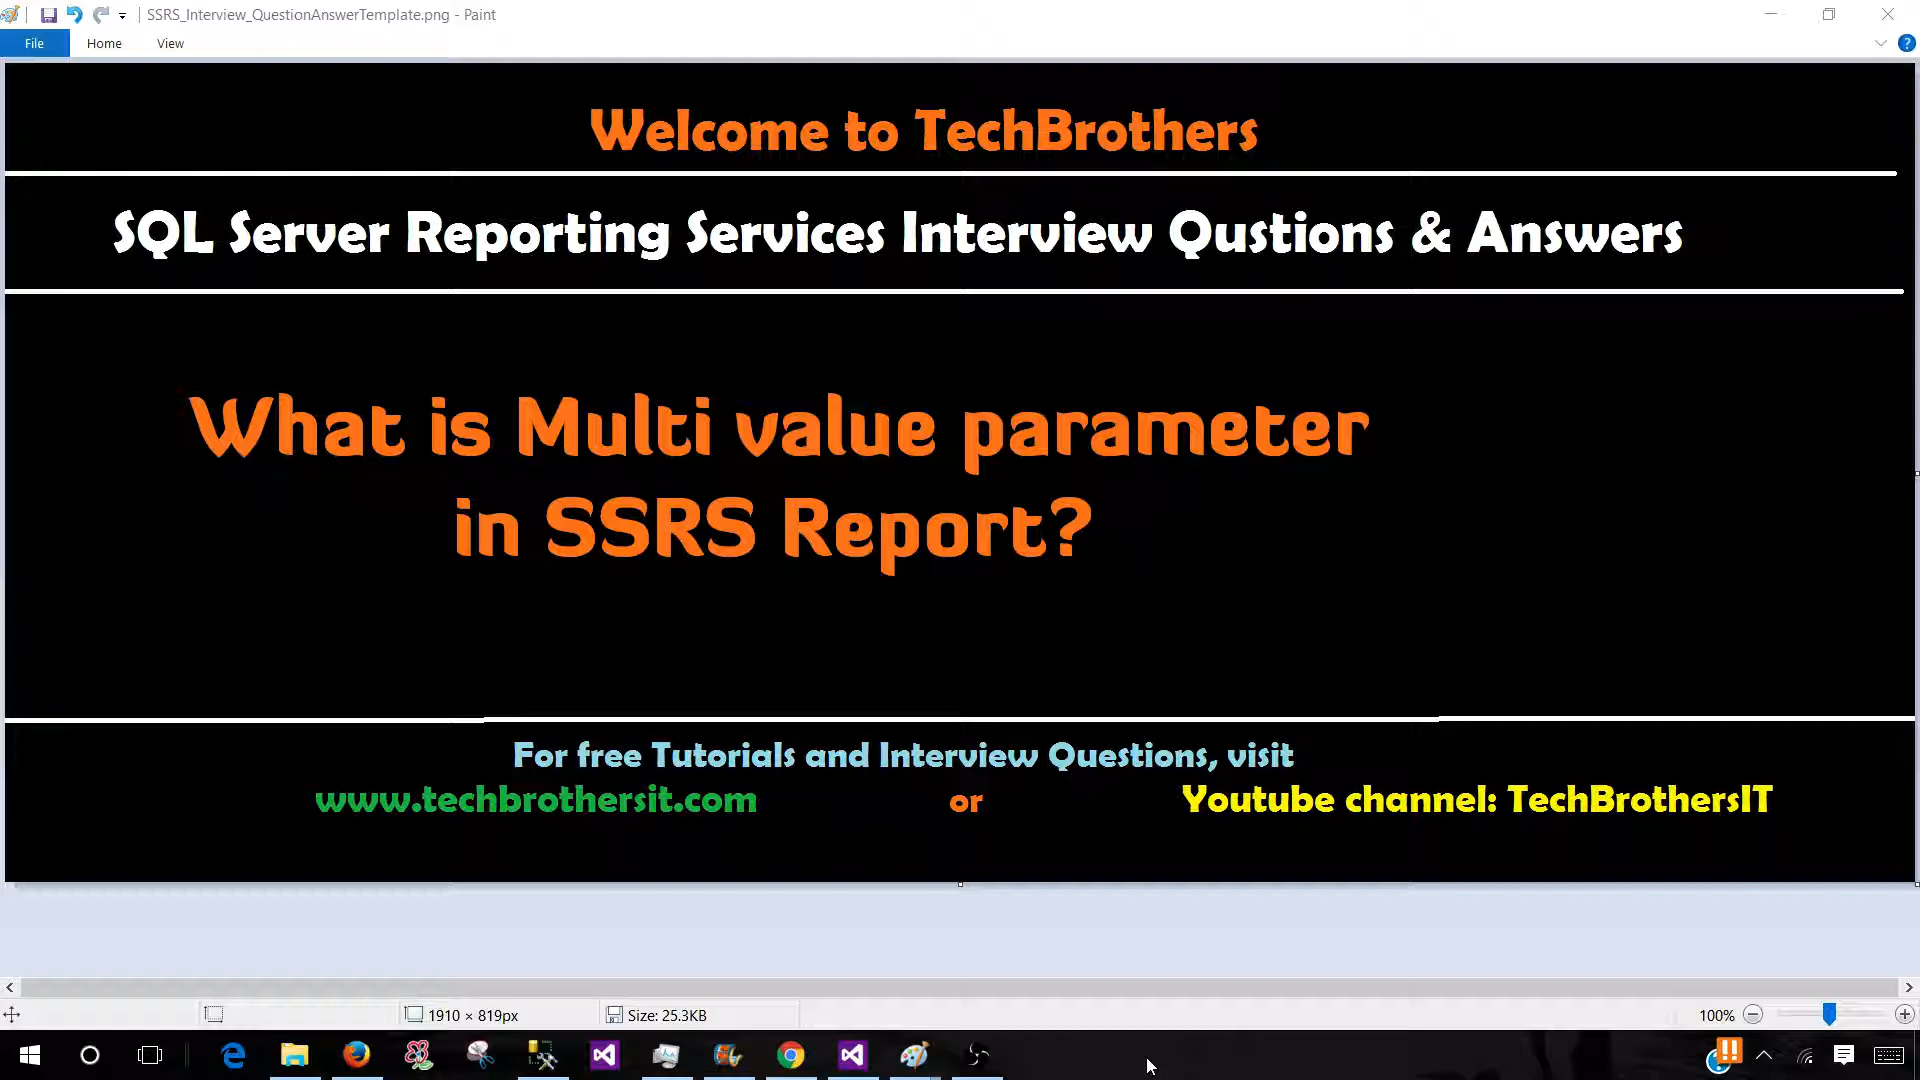 SSRS_Interview_QuestionAnswerTemplate.png - Paint
File Home View
Welcome to TechBrothers
SQL Server Reporting Services Interview Qustions & Answers
What is Multi value parameter
in SSRS Report?
For free Tutorials and Interview Questions, visit
www.techbrothersit.com or Youtube channel: TechBrothersIT
1910 × 819px Size: 25.3KB 100%